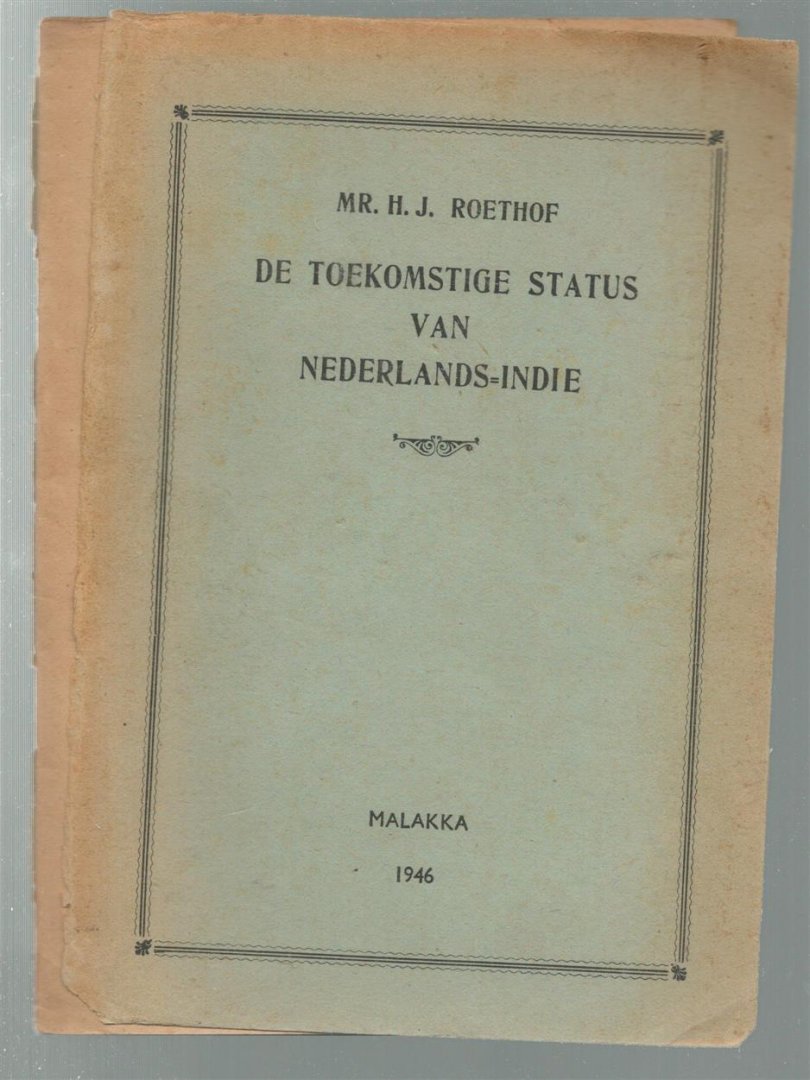 MR. H. J. ROETHOF
DE TOEKOMSTIGE STATUS
VAN
NEDERLANDS=INDIE
MALAKKA
1946